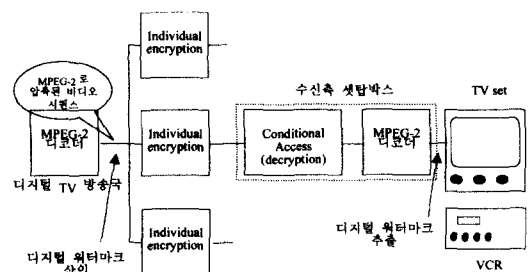 Individual
encryption
MPEG-2 로
압축된 비디오
시퀀스
MPEG-2
디코더
디지털 TV 방송국
디지털 워터마크
삽입
Individual
encryption
Individual
encryption
수신측 셋탑박스
Conditional
Access
(decryption)
MPEG-2
디코더
디지털 워터마크
추출
TV set
VCR